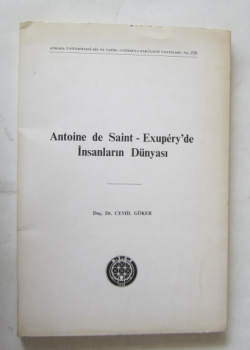 ANKARA ÜNİVERSİTESİ DİL VE TARİH - COĞRAFYA FAKÜLTESİ YAYINLARI: NO. 224
Antoine de Saint - Exupéry'de
İnsanların Dünyası
Doç. Dr. CEMİL GÖKER